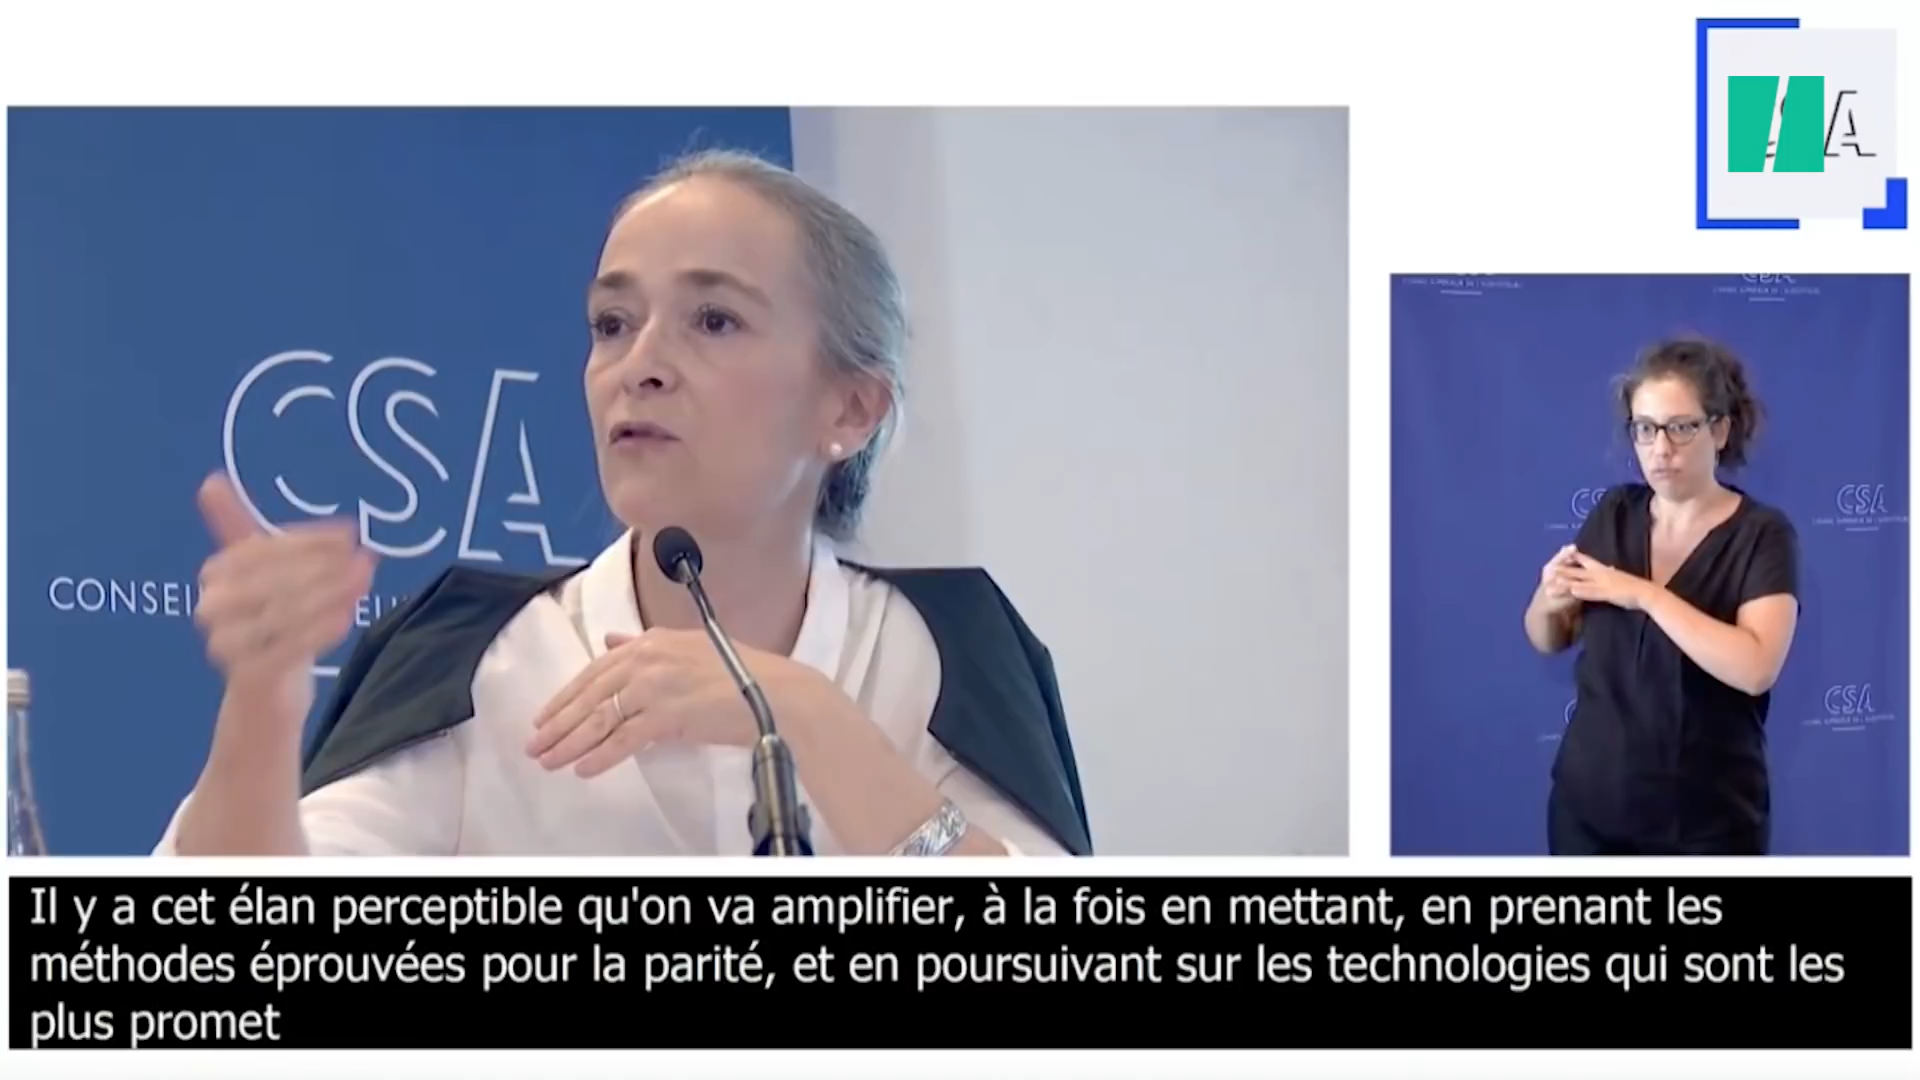 CSA
CONSEI
EU
CSA
CSA
CSA
Il y a cet élan perceptible qu'on va amplifier, à la fois en mettant, en prenant les
méthodes éprouvées pour la parité, et en poursuivant sur les technologies qui sont les
plus promet